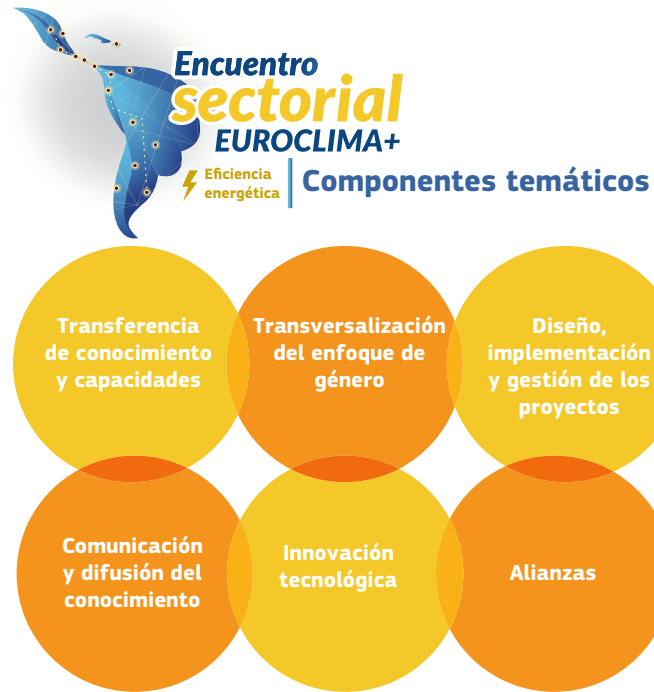 Encuentro
sectorial
EUROCLIMA+
Eficiencia
energética
Componentes temáticos
Transferencia
de conocimiento
y capacidades
Transversalización
del enfoque de
género
Diseño,
implementación
y gestión de los
proyectos
Comunicación
y difusión del
conocimiento
Innovación
tecnológica
Alianzas